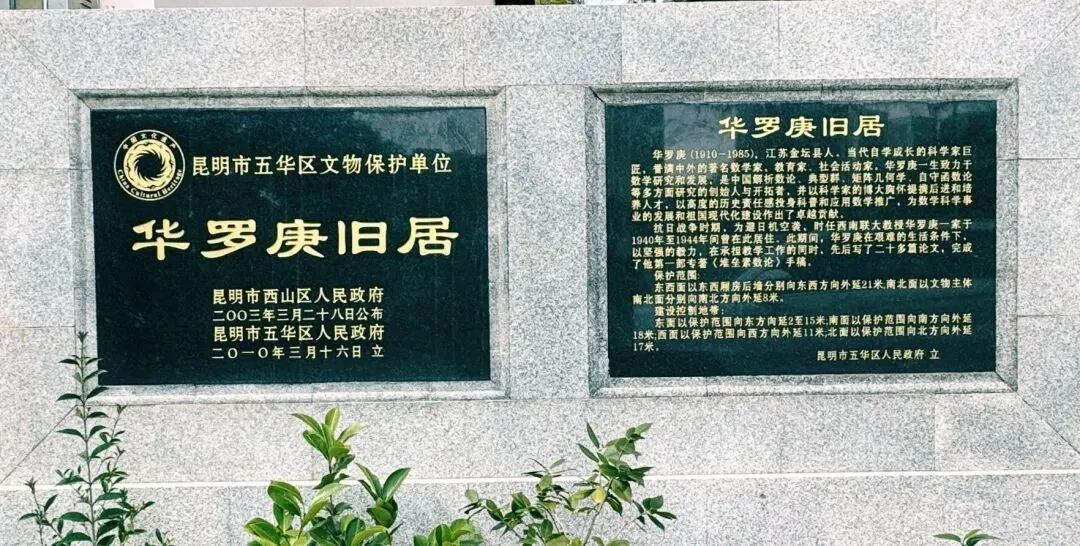 中国文化遗产
China Cultural Heritage
昆明市五华区文物保护单位
华罗庚旧居
昆明市西山区人民政府
二〇〇三年三月二十八日公布
昆明市五华区人民政府
二〇一〇年三月十六日 立
华罗庚旧居
华罗庚(1910-1985),江苏金坛县人。当代自学成长的科学家巨
匠,誉满中外的著名数学家、教育家、社会活动家,华罗庚一生致力于
数学研究和发展,是中国解析数论、典型群、矩阵几何学、自守函数论
等多方面研究的创始人与开拓者,并以科学家的博大胸怀提携后进和培
养人才,以高度的历史责任感投身科普和应用数学推广,为数学科学事
业的发展和祖国现代化建设作出了卓越贡献。
抗日战争时期,为避日机空袭,时任西南联大教授华罗庚一家于
1940年至1944年间曾在此居住。此期间,华罗庚在艰难的生活条件下,
以坚强的毅力,在承担教学工作的同时,先后写了二十多篇论文,完成
了他第一部专著《堆垒素数论》手稿。
保护范围:
东西面以东西厢房后墙分别向东西方向外延21米;南北面以文物主体
南北面分别向南北方向外延8米。
建设控制地带:
东面以保护范围向东方向延2至15米;南面以保护范围向南方向外延
18米;西面以保护范围向西方向外延11米;北面以保护范围向北方向外延
17米。
昆明市五华区人民政府 立